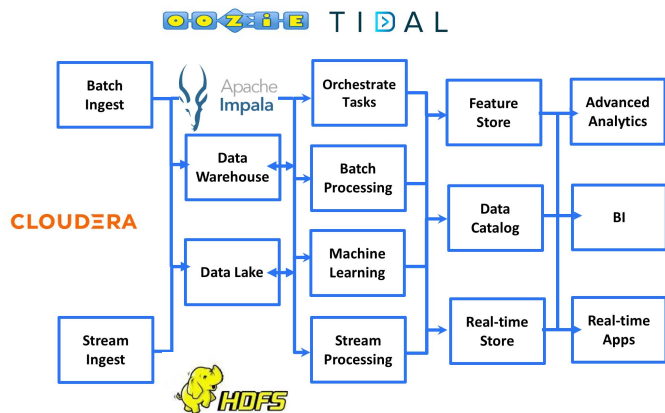 OOZIE TIDAL
Batch
Ingest
Apache
Impala
Orchestrate
Tasks
Feature
Store
Advanced
Analytics
Data
Warehouse
Batch
Processing
CLOUDERA
Data
Catalog
BI
Data Lake
Machine
Learning
Stream
Ingest
Stream
Processing
Real-time
Store
Real-time
Apps
HDFS